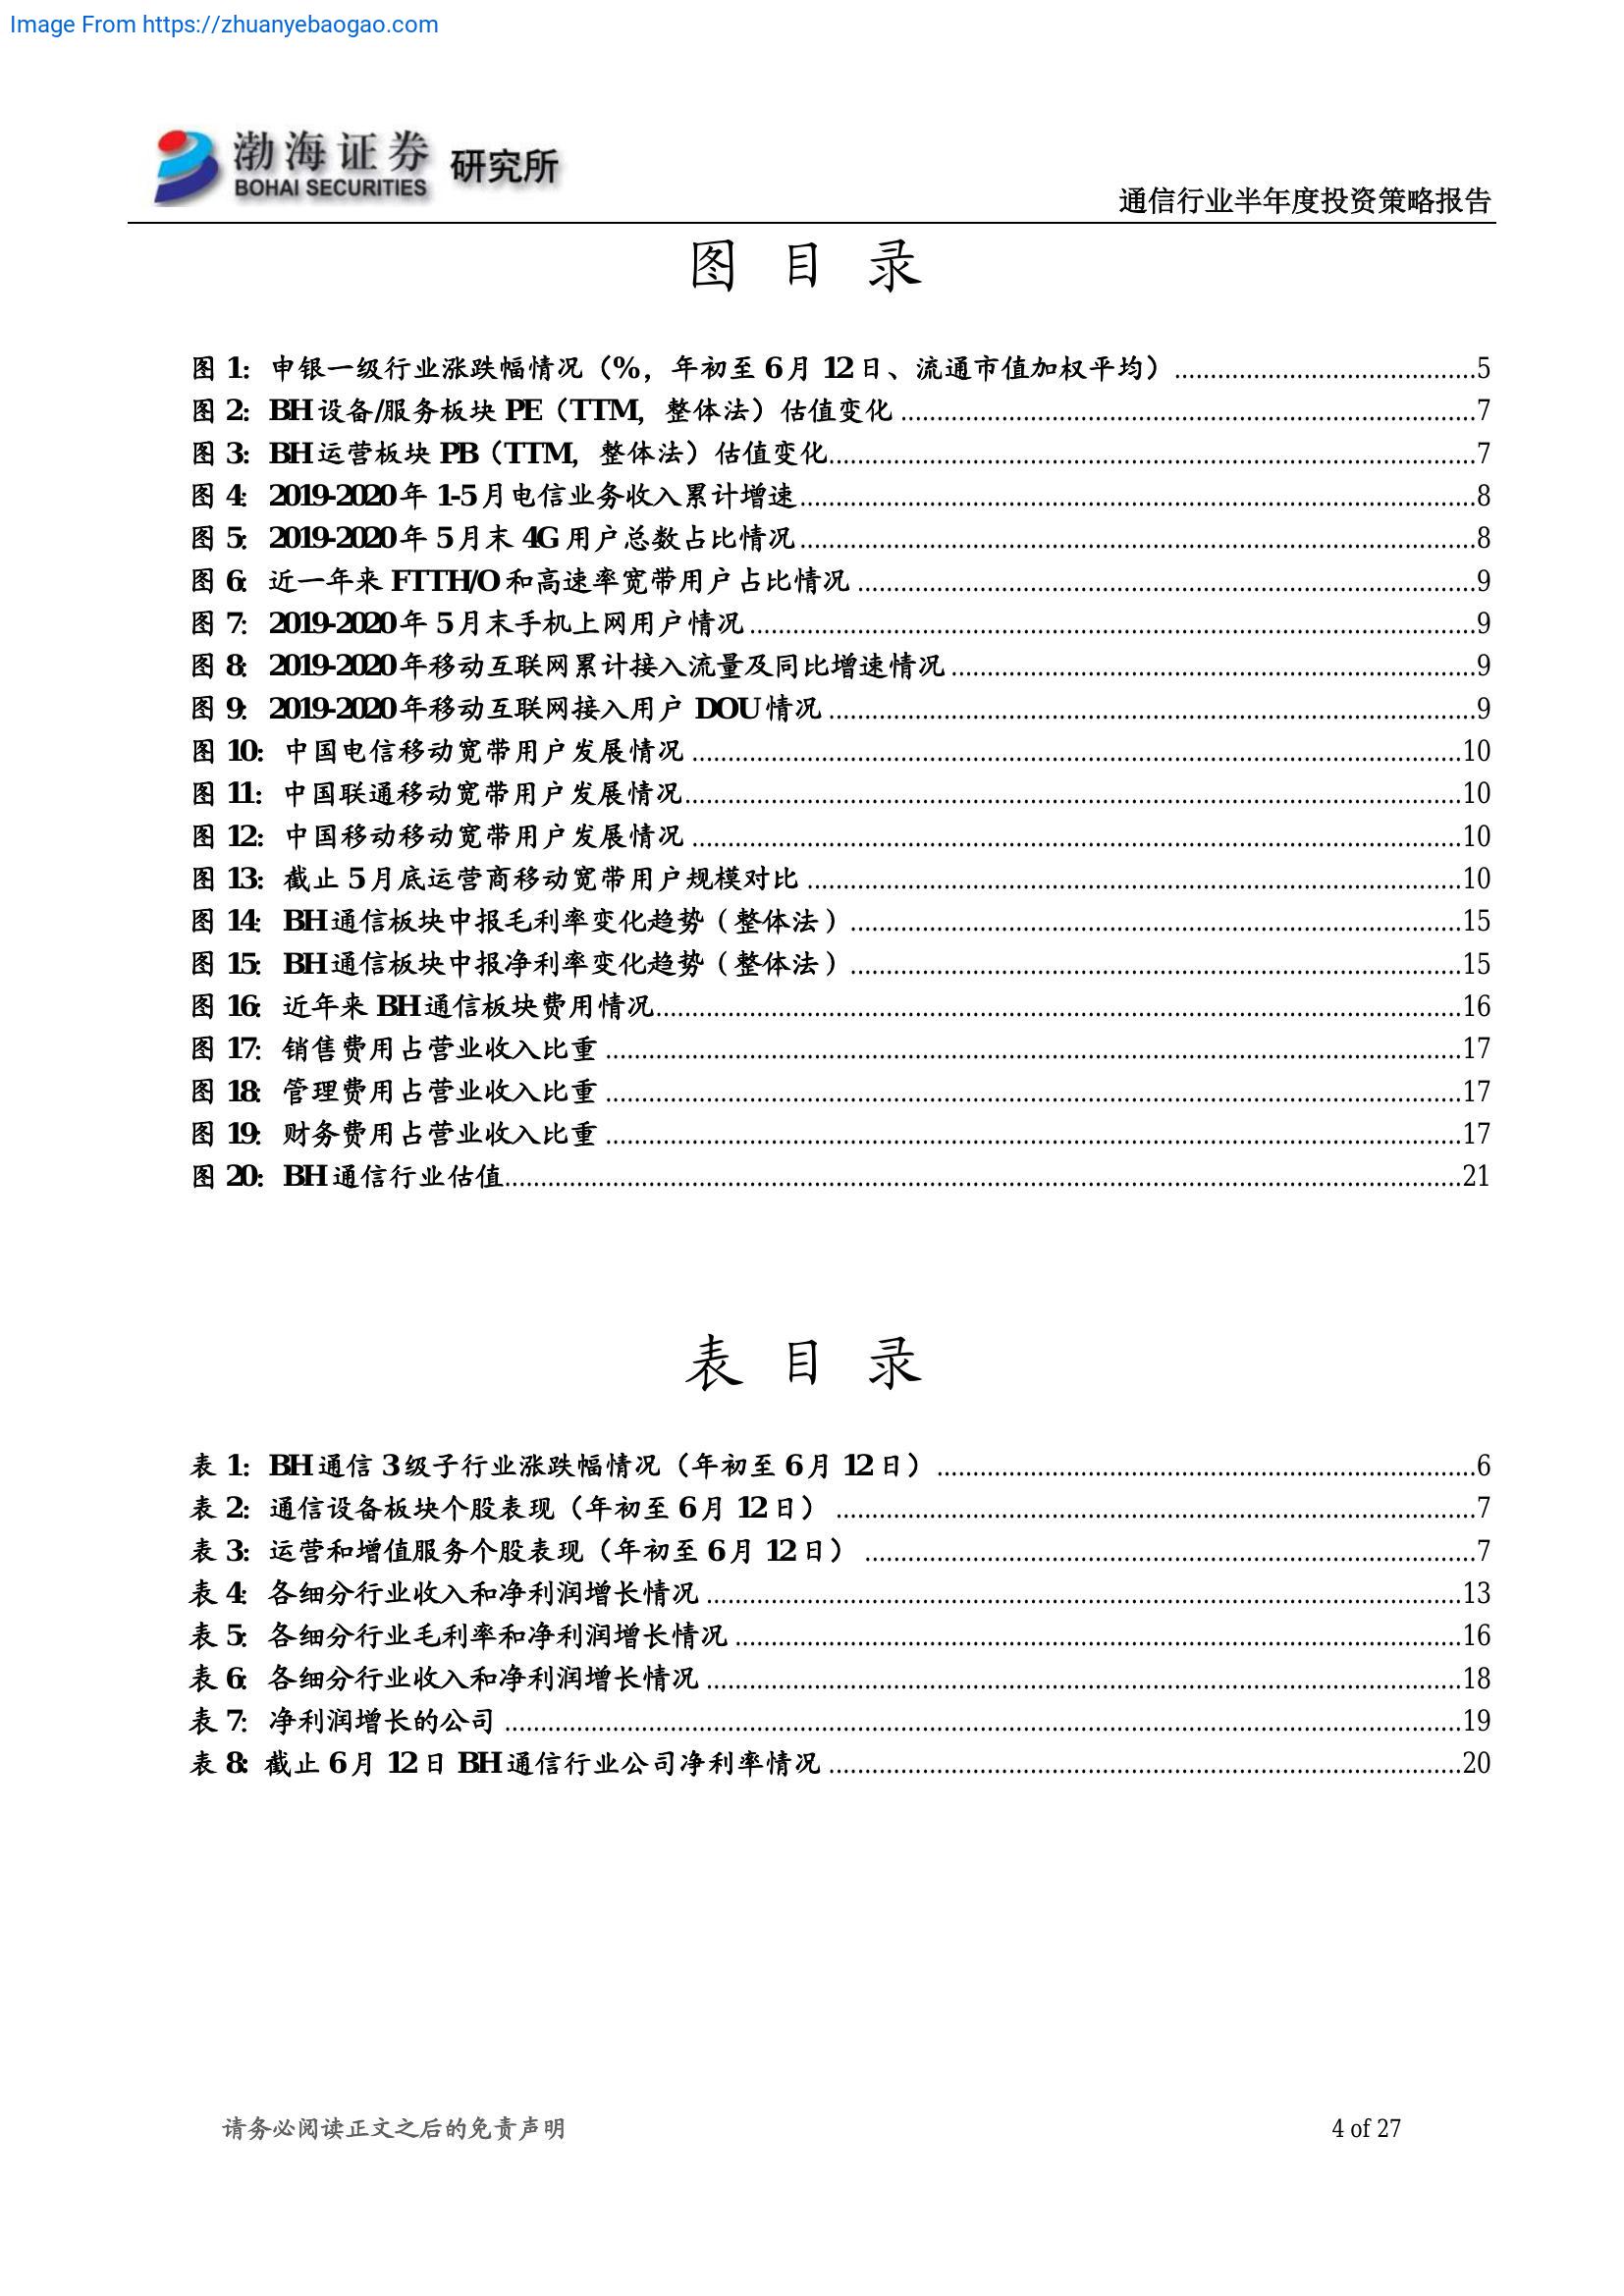 Image From https://zhuanyebaogao.com
渤海证券 研究所
BOHAI SECURITIES
通信行业半年度投资策略报告
图 目 录
图 1：申银一级行业涨跌幅情况（%，年初至 6 月 12 日、流通市值加权平均）5
图 2：BH 设备/服务板块 PE（TTM，整体法）估值变化 7
图 3：BH 运营板块 PB（TTM，整体法）估值变化 7
图 4：2019-2020 年 1-5 月电信业务收入累计增速 8
图 5：2019-2020 年 5 月末 4G 用户总数占比情况 8
图 6：近一年来 FTTH/O 和高速率宽带用户占比情况 9
图 7：2019-2020 年 5 月末手机上网用户情况 9
图 8：2019-2020 年移动互联网累计接入流量及同比增速情况 9
图 9：2019-2020 年移动互联网接入用户 DOU 情况 9
图 10：中国电信移动宽带用户发展情况 10
图 11：中国联通移动宽带用户发展情况 10
图 12：中国移动移动宽带用户发展情况 10
图 13：截止 5 月底运营商移动宽带用户规模对比 10
图 14：BH 通信板块中报毛利率变化趋势（整体法）15
图 15：BH 通信板块中报净利率变化趋势（整体法）15
图 16：近年来 BH 通信板块费用情况 16
图 17：销售费用占营业收入比重 17
图 18：管理费用占营业收入比重 17
图 19：财务费用占营业收入比重 17
图 20：BH 通信行业估值 21
表 目 录
表 1：BH 通信 3 级子行业涨跌幅情况（年初至 6 月 12 日）6
表 2：通信设备板块个股表现（年初至 6 月 12 日）7
表 3：运营和增值服务个股表现（年初至 6 月 12 日）7
表 4：各细分行业收入和净利润增长情况 13
表 5：各细分行业毛利率和净利润增长情况 16
表 6：各细分行业收入和净利润增长情况 18
表 7：净利润增长的公司 19
表 8：截止 6 月 12 日 BH 通信行业公司净利率情况 20
请务必阅读正文之后的免责声明 4 of 27